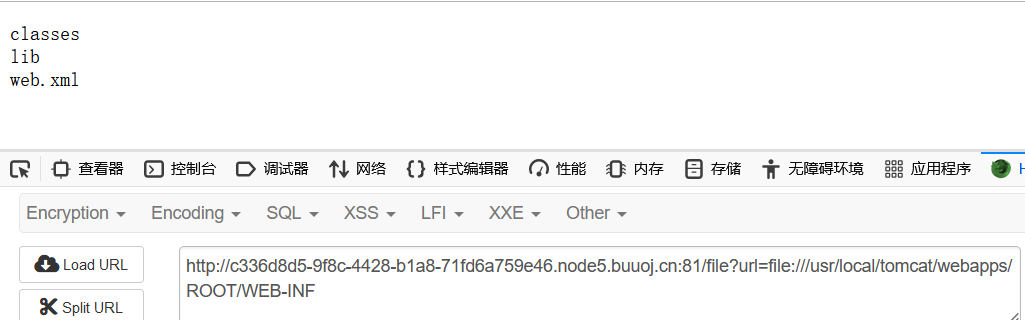 classes
lib
web.xml
查看器 控制台 调试器 网络 样式编辑器 性能 内存 存储 无障碍环境 应用程序 H
Encryption Encoding SQL XSS LFI XXE Other
Load URL
http://c336d8d5-9f8c-4428-b1a8-71fd6a759e46.node5.buuoj.cn:81/file?url=file:///usr/local/tomcat/webapps/
ROOT/WEB-INF
Split URL